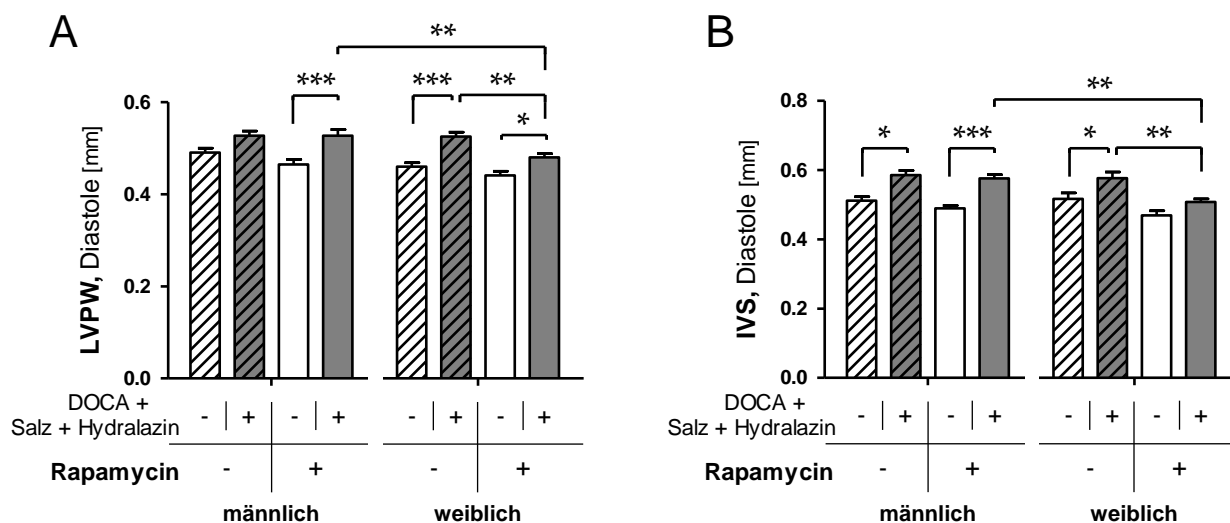 A
LVPW, Diastole [mm]
0.6
0.4
0.2
0.0
**
***
***
**
*
DOCA +
Salz + Hydralazin
- + - + - + - +
Rapamycin - + - +
männlich weiblich
B
IVS, Diastole [mm]
0.8
0.6
0.4
0.2
0.0
**
*
***
*
**
DOCA +
Salz + Hydralazin
- + - + - + - +
Rapamycin - + - +
männlich weiblich